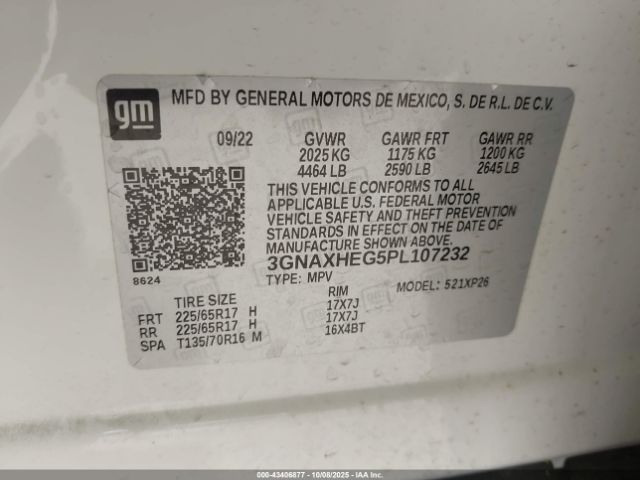 gm
MFD BY GENERAL MOTORS DE MEXICO, S. DE R.L. DE C.V.
09/22 GVWR GAWR FRT GAWR RR
2025 KG 1175 KG 1200 KG
4464 LB 2590 LB 2645 LB
THIS VEHICLE CONFORMS TO ALL
APPLICABLE U.S. FEDERAL MOTOR
VEHICLE SAFETY AND THEFT PREVENTION
STANDARDS IN EFFECT ON THE DATE OF
MANUFACTURE SHOWN ABOVE.
8624
3GNAXHEG5PL107232
TYPE: MPV MODEL: 521XP26
TIRE SIZE RIM
FRT 225/65R17 H 17X7J
RR 225/65R17 H 17X7J
SPA T135/70R16 M 16X4BT
000-43406877 10/08/2025 IAAI.COM